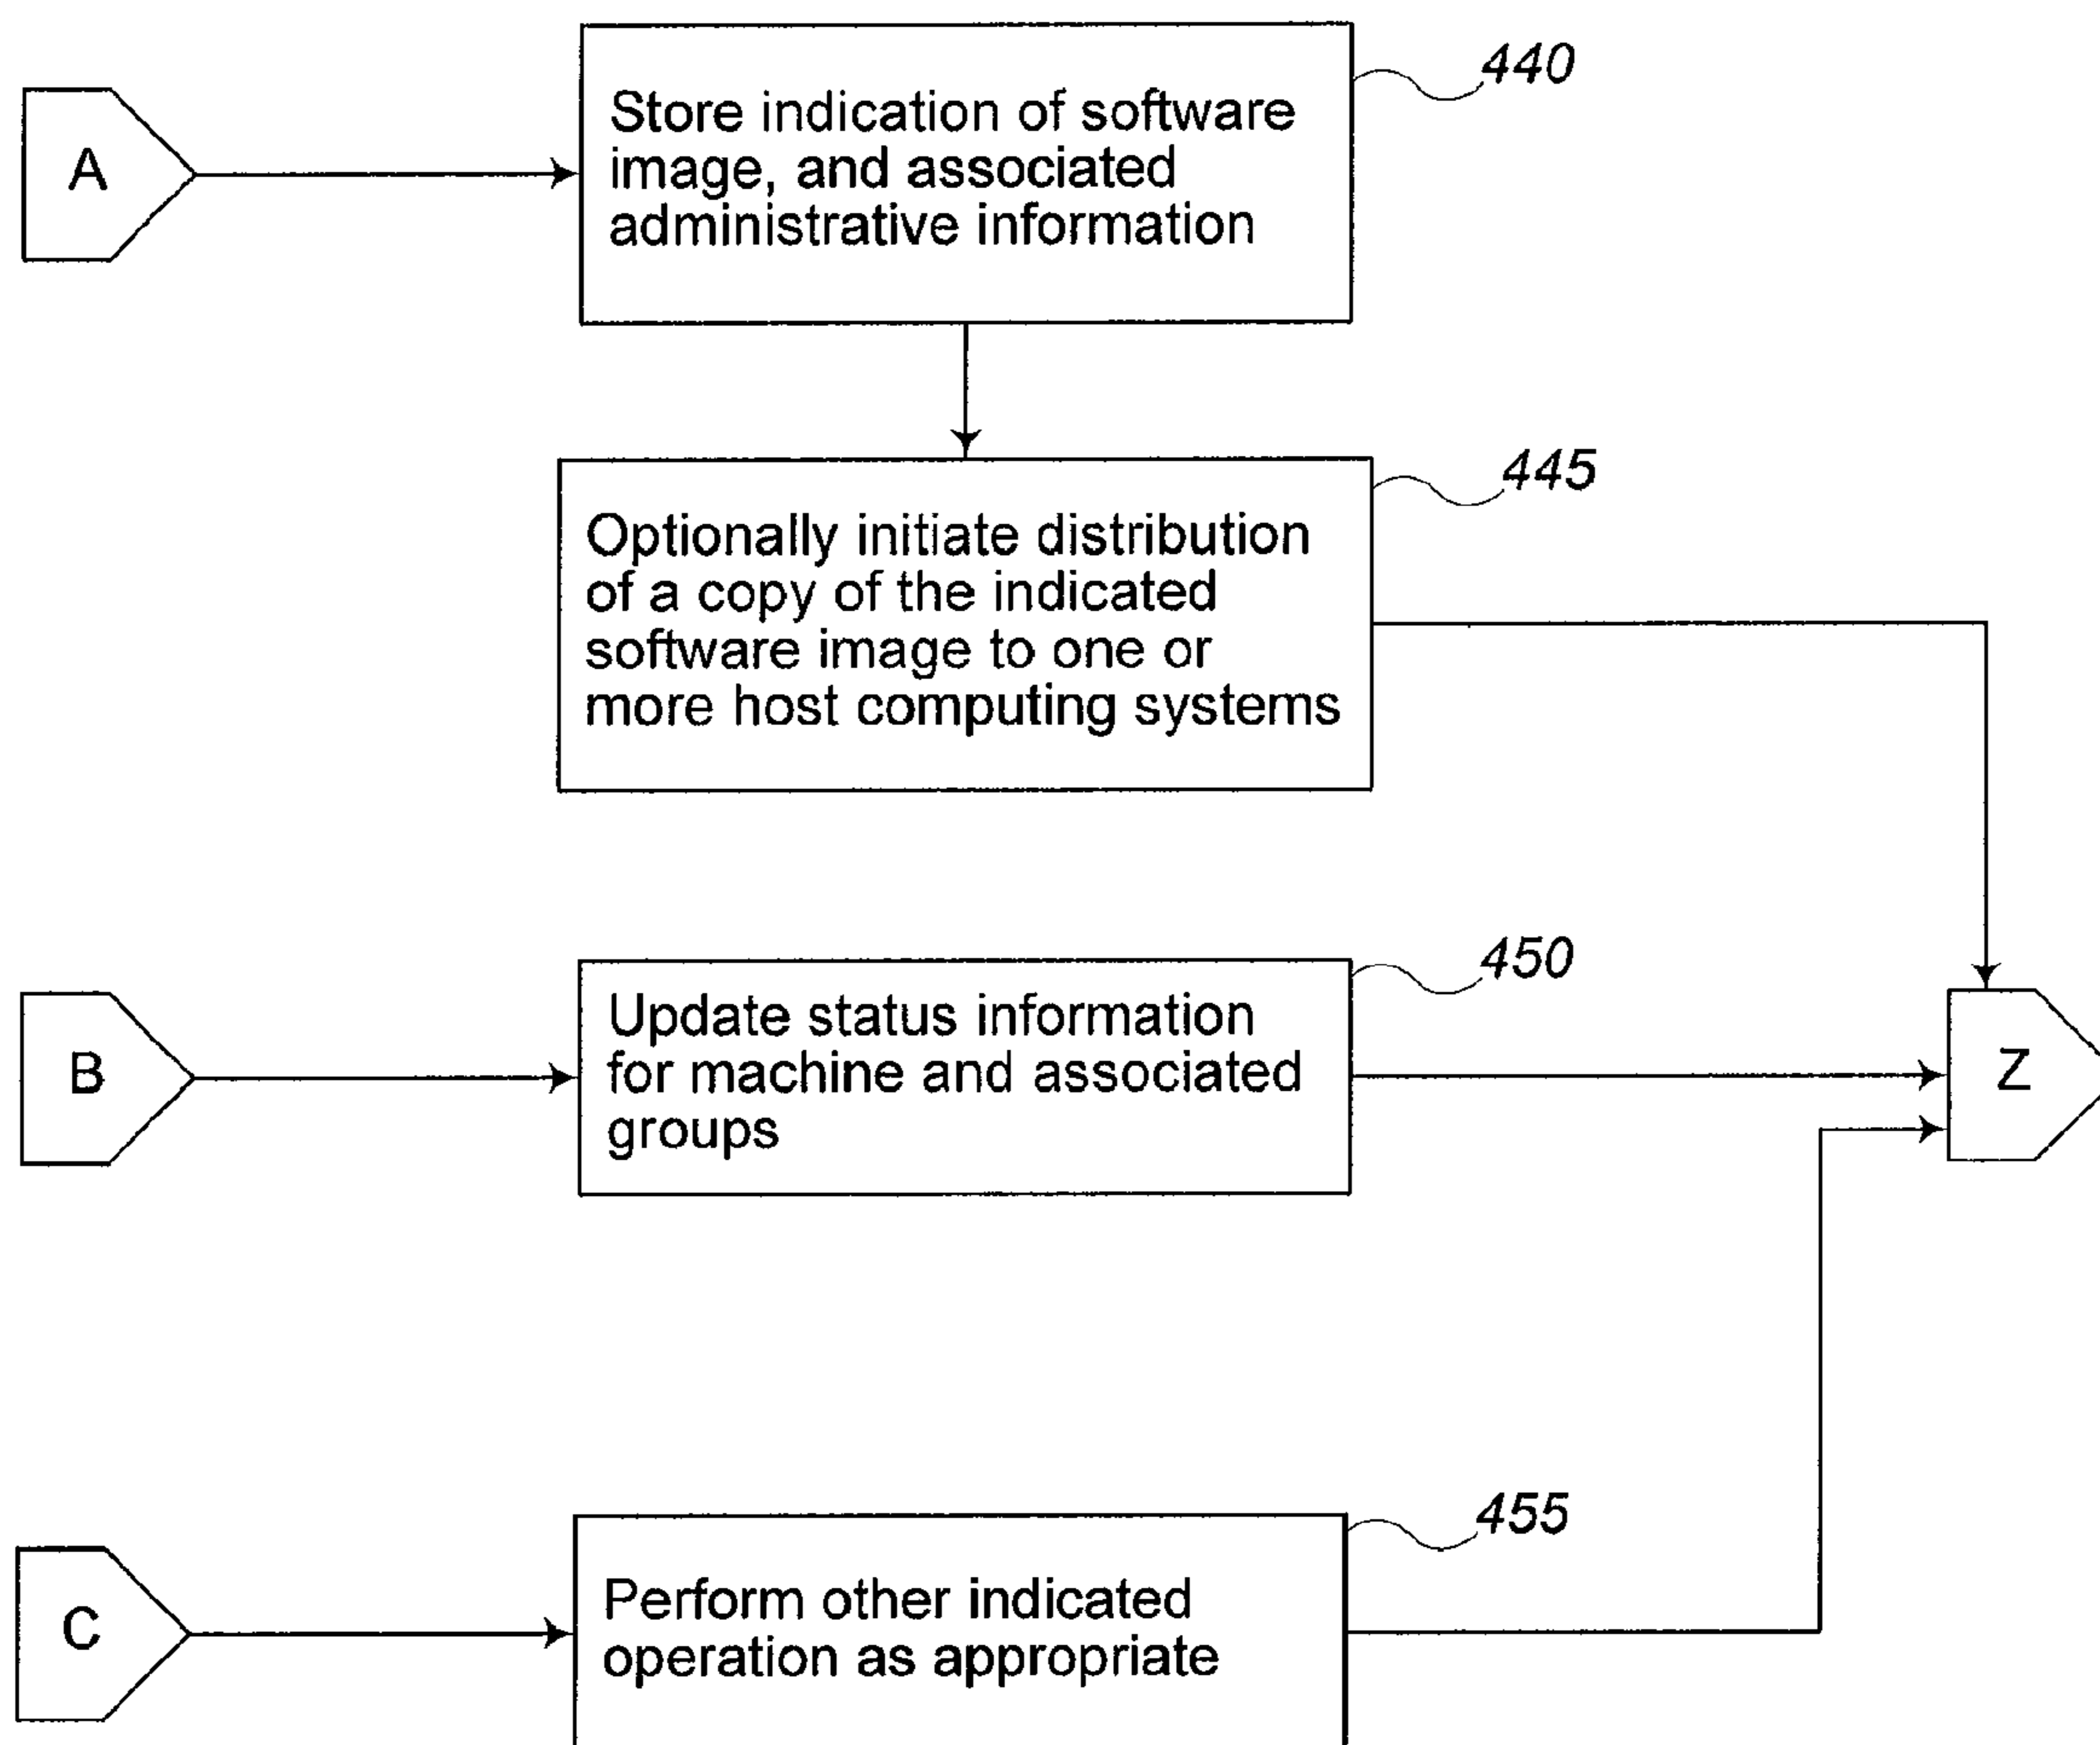 A
Store indication of software
image, and associated
administrative information
440
Optionally initiate distribution
of a copy of the indicated
software image to one or
more host computing systems
445
B
Update status information
for machine and associated
groups
450
Z
C
Perform other indicated
operation as appropriate
455